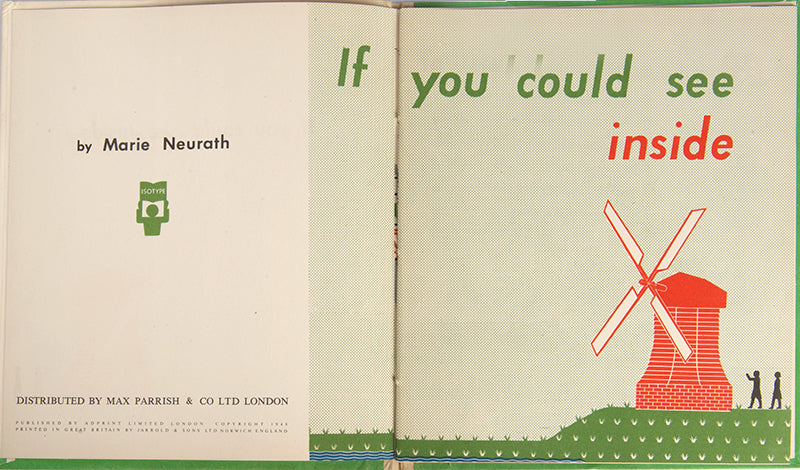 by Marie Neurath
ISOTYPE
DISTRIBUTED BY MAX PARRISH & CO LTD LONDON
PUBLISHED BY ADPRINT LIMITED LONDON COPYRIGHT 1948
PRINTED IN GREAT BRITAIN BY JARROLD & SONS LTD NORWICH ENGLAND
If you could see
inside